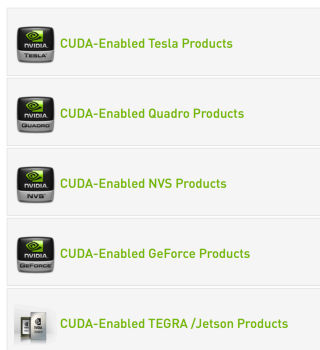 NVIDIA
TESLA
CUDA-Enabled Tesla Products
NVIDIA
QUADRO
CUDA-Enabled Quadro Products
NVIDIA
NVS
CUDA-Enabled NVS Products
NVIDIA
GEFORCE
CUDA-Enabled GeForce Products
CUDA-Enabled TEGRA /Jetson Products